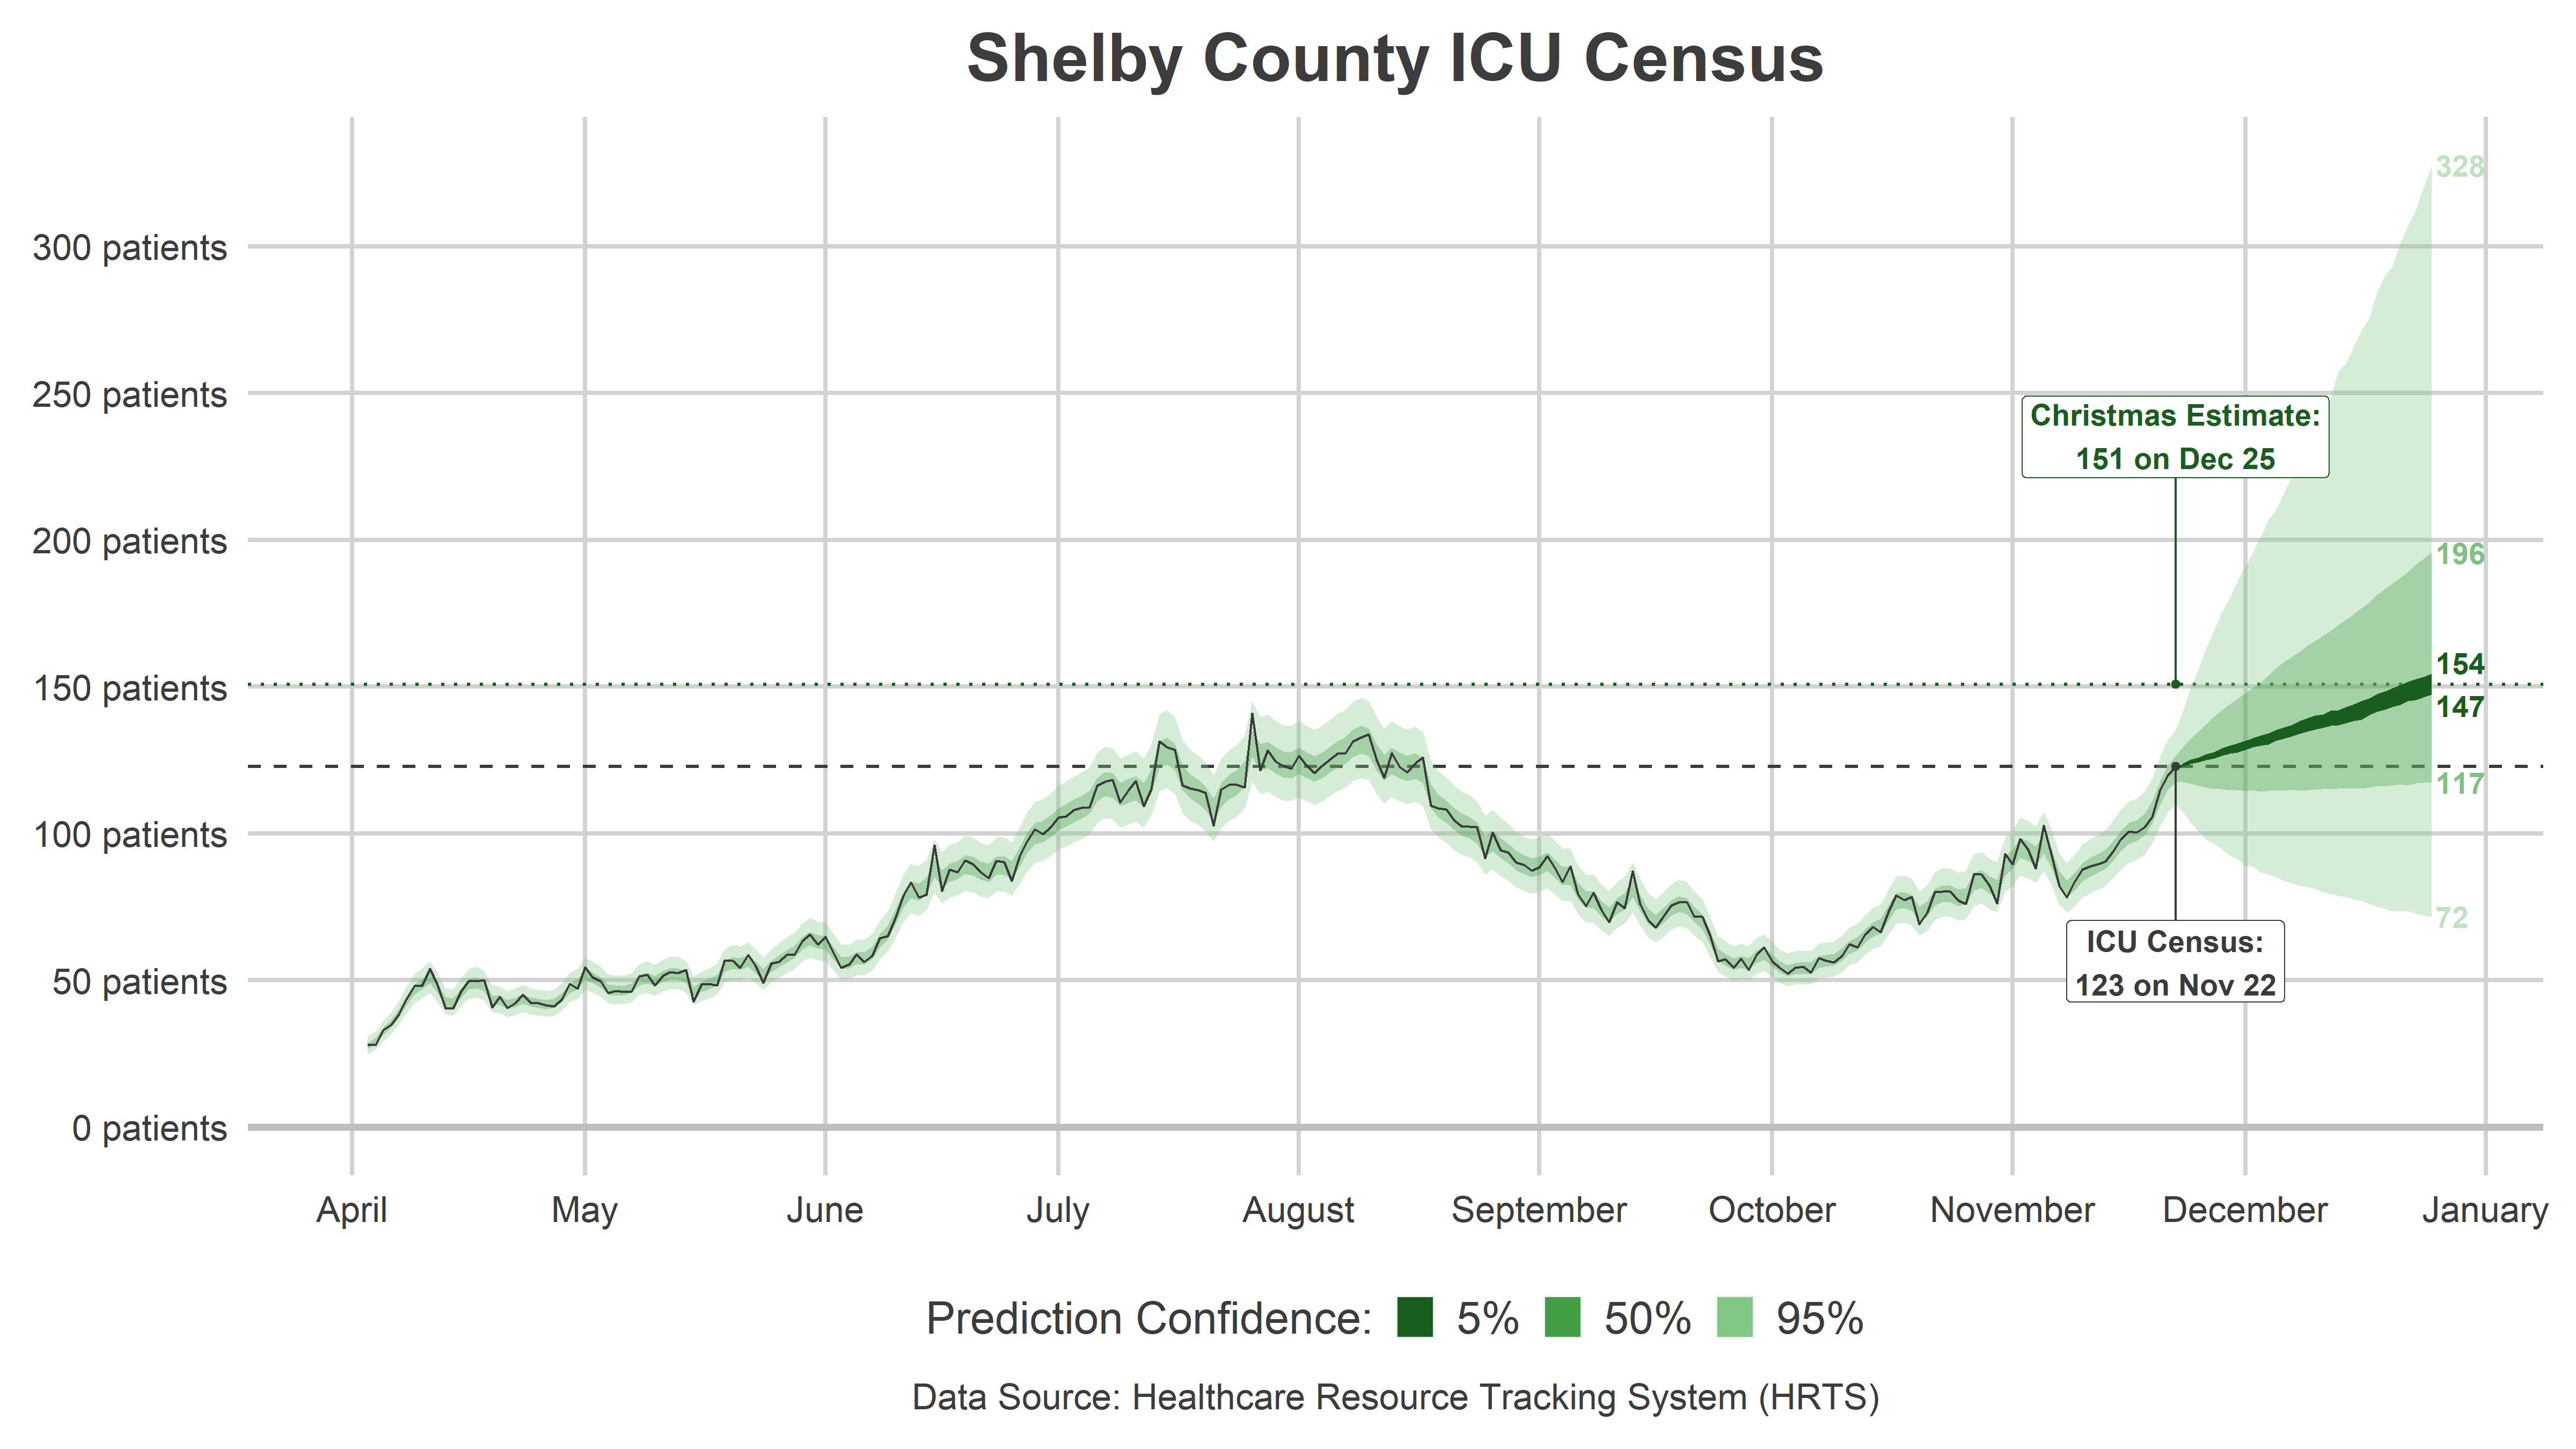 Shelby County ICU Census
328
300 patients
250 patients
Christmas Estimate:
151 on Dec 25
200 patients
196
154
150 patients
147
117
100 patients
72
ICU Census:
123 on Nov 22
50 patients
0 patients
April May June July August September October November December January
Prediction Confidence: 5% 50% 95%
Data Source: Healthcare Resource Tracking System (HRTS)